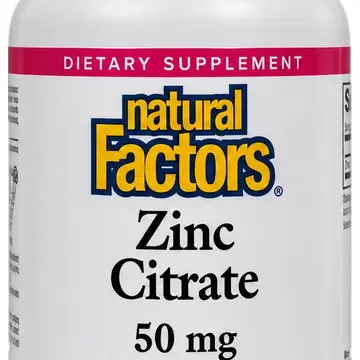 DIETARY SUPPLEMENT
natural
Factors®
Zinc
Citrate
50 mg